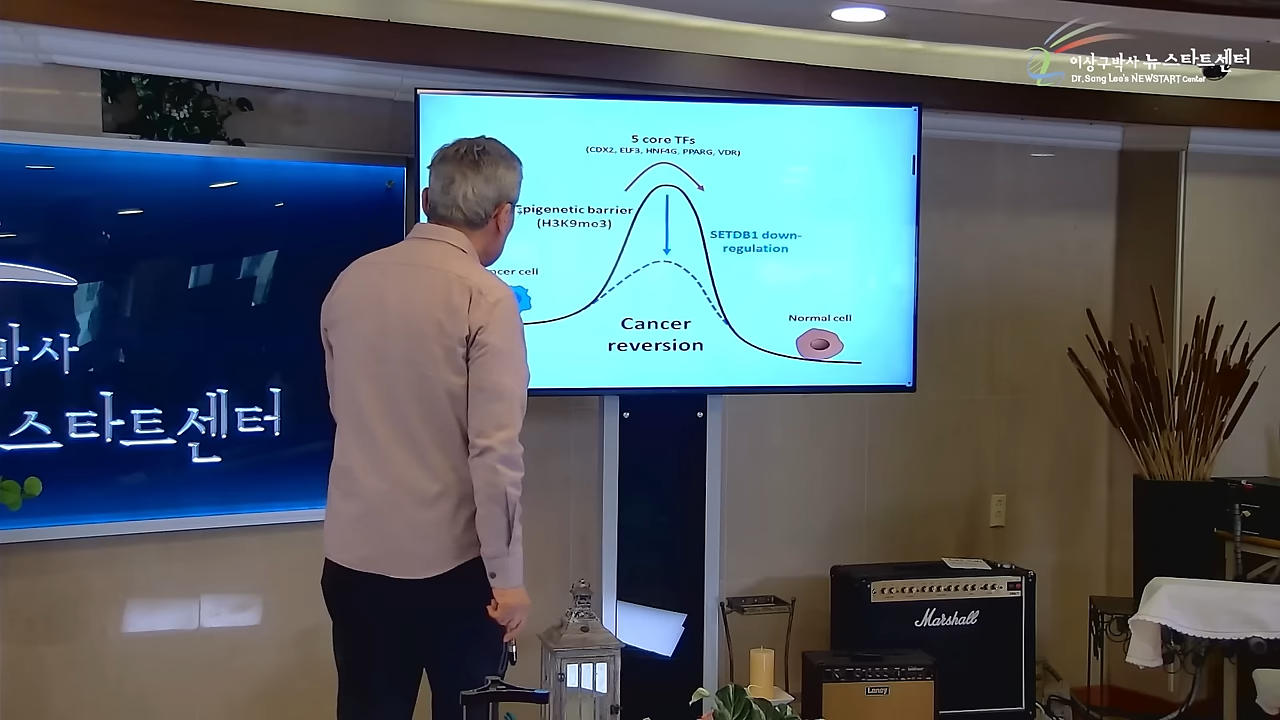 이상구박사 뉴스타트센터
Dr. Sang Lee's NEWSTART Center
5 core TFs
(CDX2, ELF3, HNF4G, PPARG, VDR)
Epigenetic barrier
(H3K9me3)
SETDB1 down-
regulation
ncer cell
Cancer
reversion
Normal cell
박사
스타트센터
Marshall
Laney